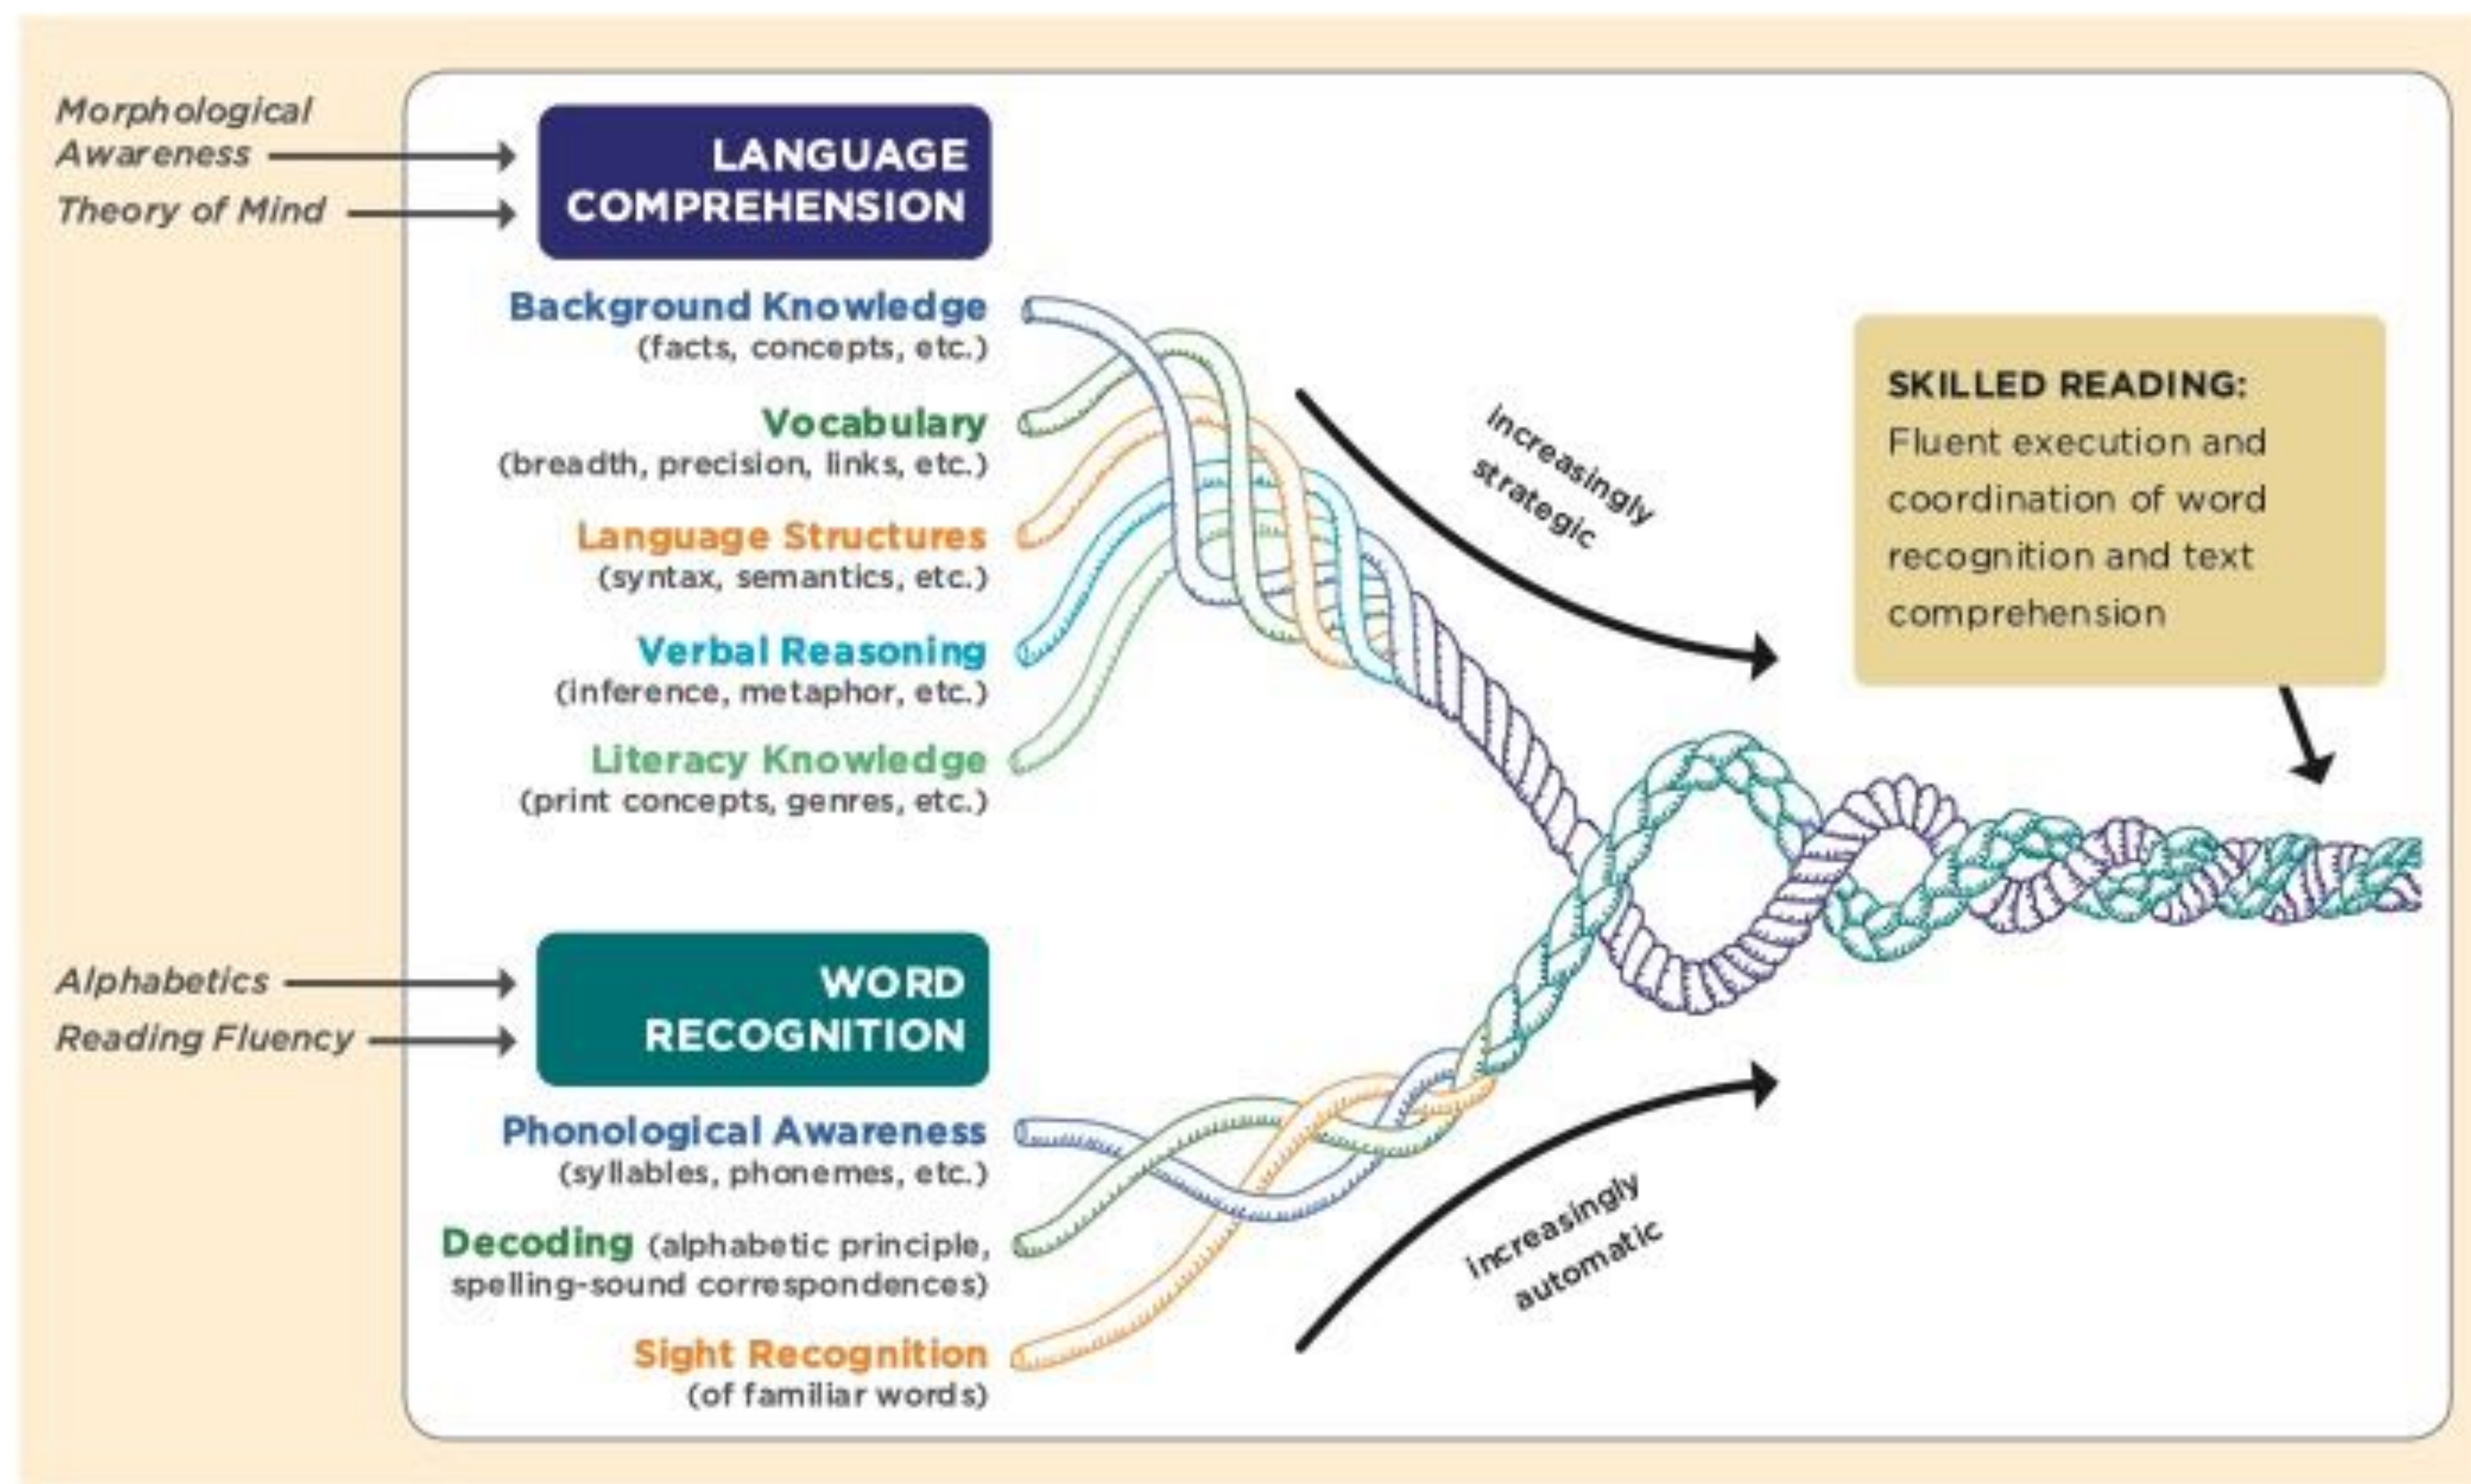 Morphological
Awareness
Theory of Mind
LANGUAGE
COMPREHENSION
Background Knowledge
(facts, concepts, etc.)
Vocabulary
(breadth, precision, links, etc.)
Language Structures
(syntax, semantics, etc.)
Verbal Reasoning
(inference, metaphor, etc.)
Literacy Knowledge
(print concepts, genres, etc.)
increasingly
strategic
SKILLED READING:
Fluent execution and
coordination of word
recognition and text
comprehension
Alphabetics
Reading Fluency
WORD
RECOGNITION
Phonological Awareness
(syllables, phonemes, etc.)
Decoding (alphabetic principle,
spelling-sound correspondences)
Sight Recognition
(of familiar words)
increasingly
automatic